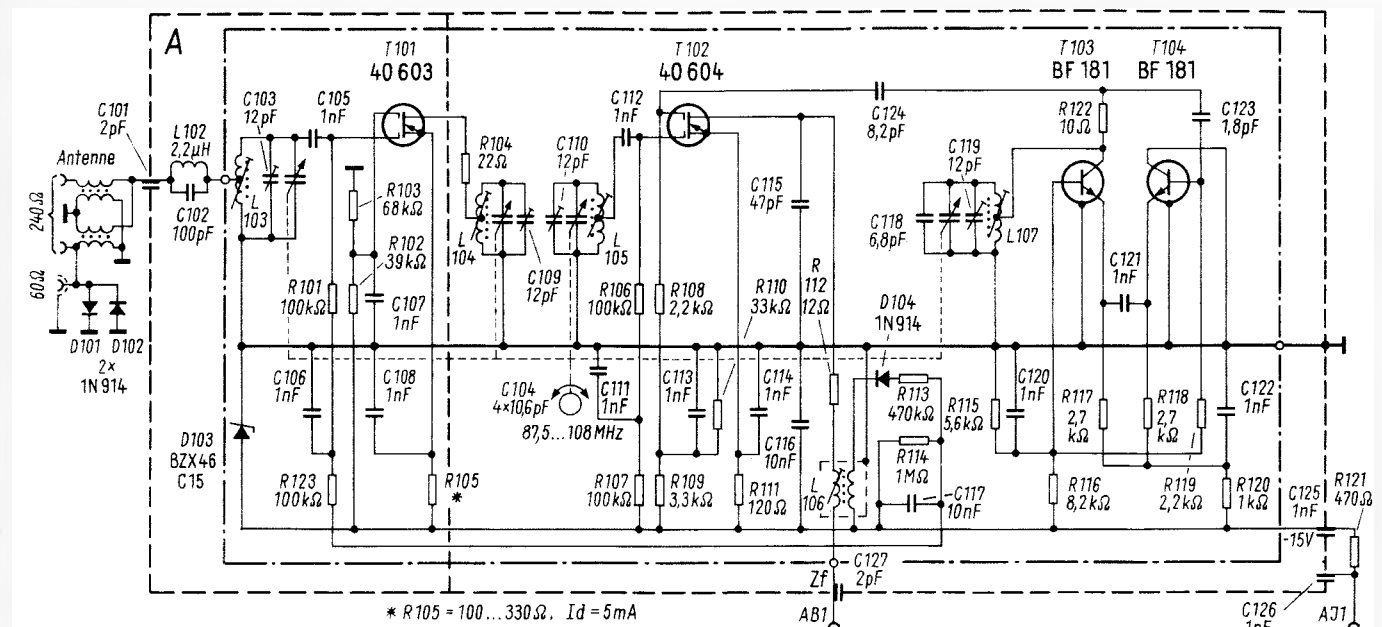 A
T101
40 603
T102
40 604
T103
BF 181
T104
BF 181
C101
2pF
L102
2,2µH
C103
12pF
C105
1nF
C112
1nF
C124
8,2pF
R122
10Ω
C123
1,8pF
Antenne
240Ω
60Ω
C102
100pF
L
103
R103
68kΩ
R102
39kΩ
R101
100kΩ
C107
1nF
R104
22Ω
C110
12pF
L
104
C109
12pF
L
105
R106
100kΩ
R108
2,2kΩ
R110
33kΩ
C115
47pF
R
112
12Ω
C119
12pF
C118
6,8pF
L107
D104
1N914
C121
1nF
D101
D102
2×
1N 914
C106
1nF
C108
1nF
C104
4×10,6pF
87,5...108 MHz
C111
1nF
C113
1nF
C114
1nF
C116
10nF
R113
470kΩ
R115
5,6kΩ
C120
1nF
R117
2,7
kΩ
R118
2,7
kΩ
C122
1nF
D103
BZX46
C15
R123
100kΩ
R105
*
R107
100kΩ
R109
3,3kΩ
R111
120Ω
L
106
R114
1MΩ
C117
10nF
R116
8,2kΩ
R119
2,2kΩ
R120
1kΩ
C125
1nF
R121
470Ω
-15V
Zf
C127
2pF
* R105 = 100...330Ω, Id = 5mA
AB1
C126
1nF
AJ1